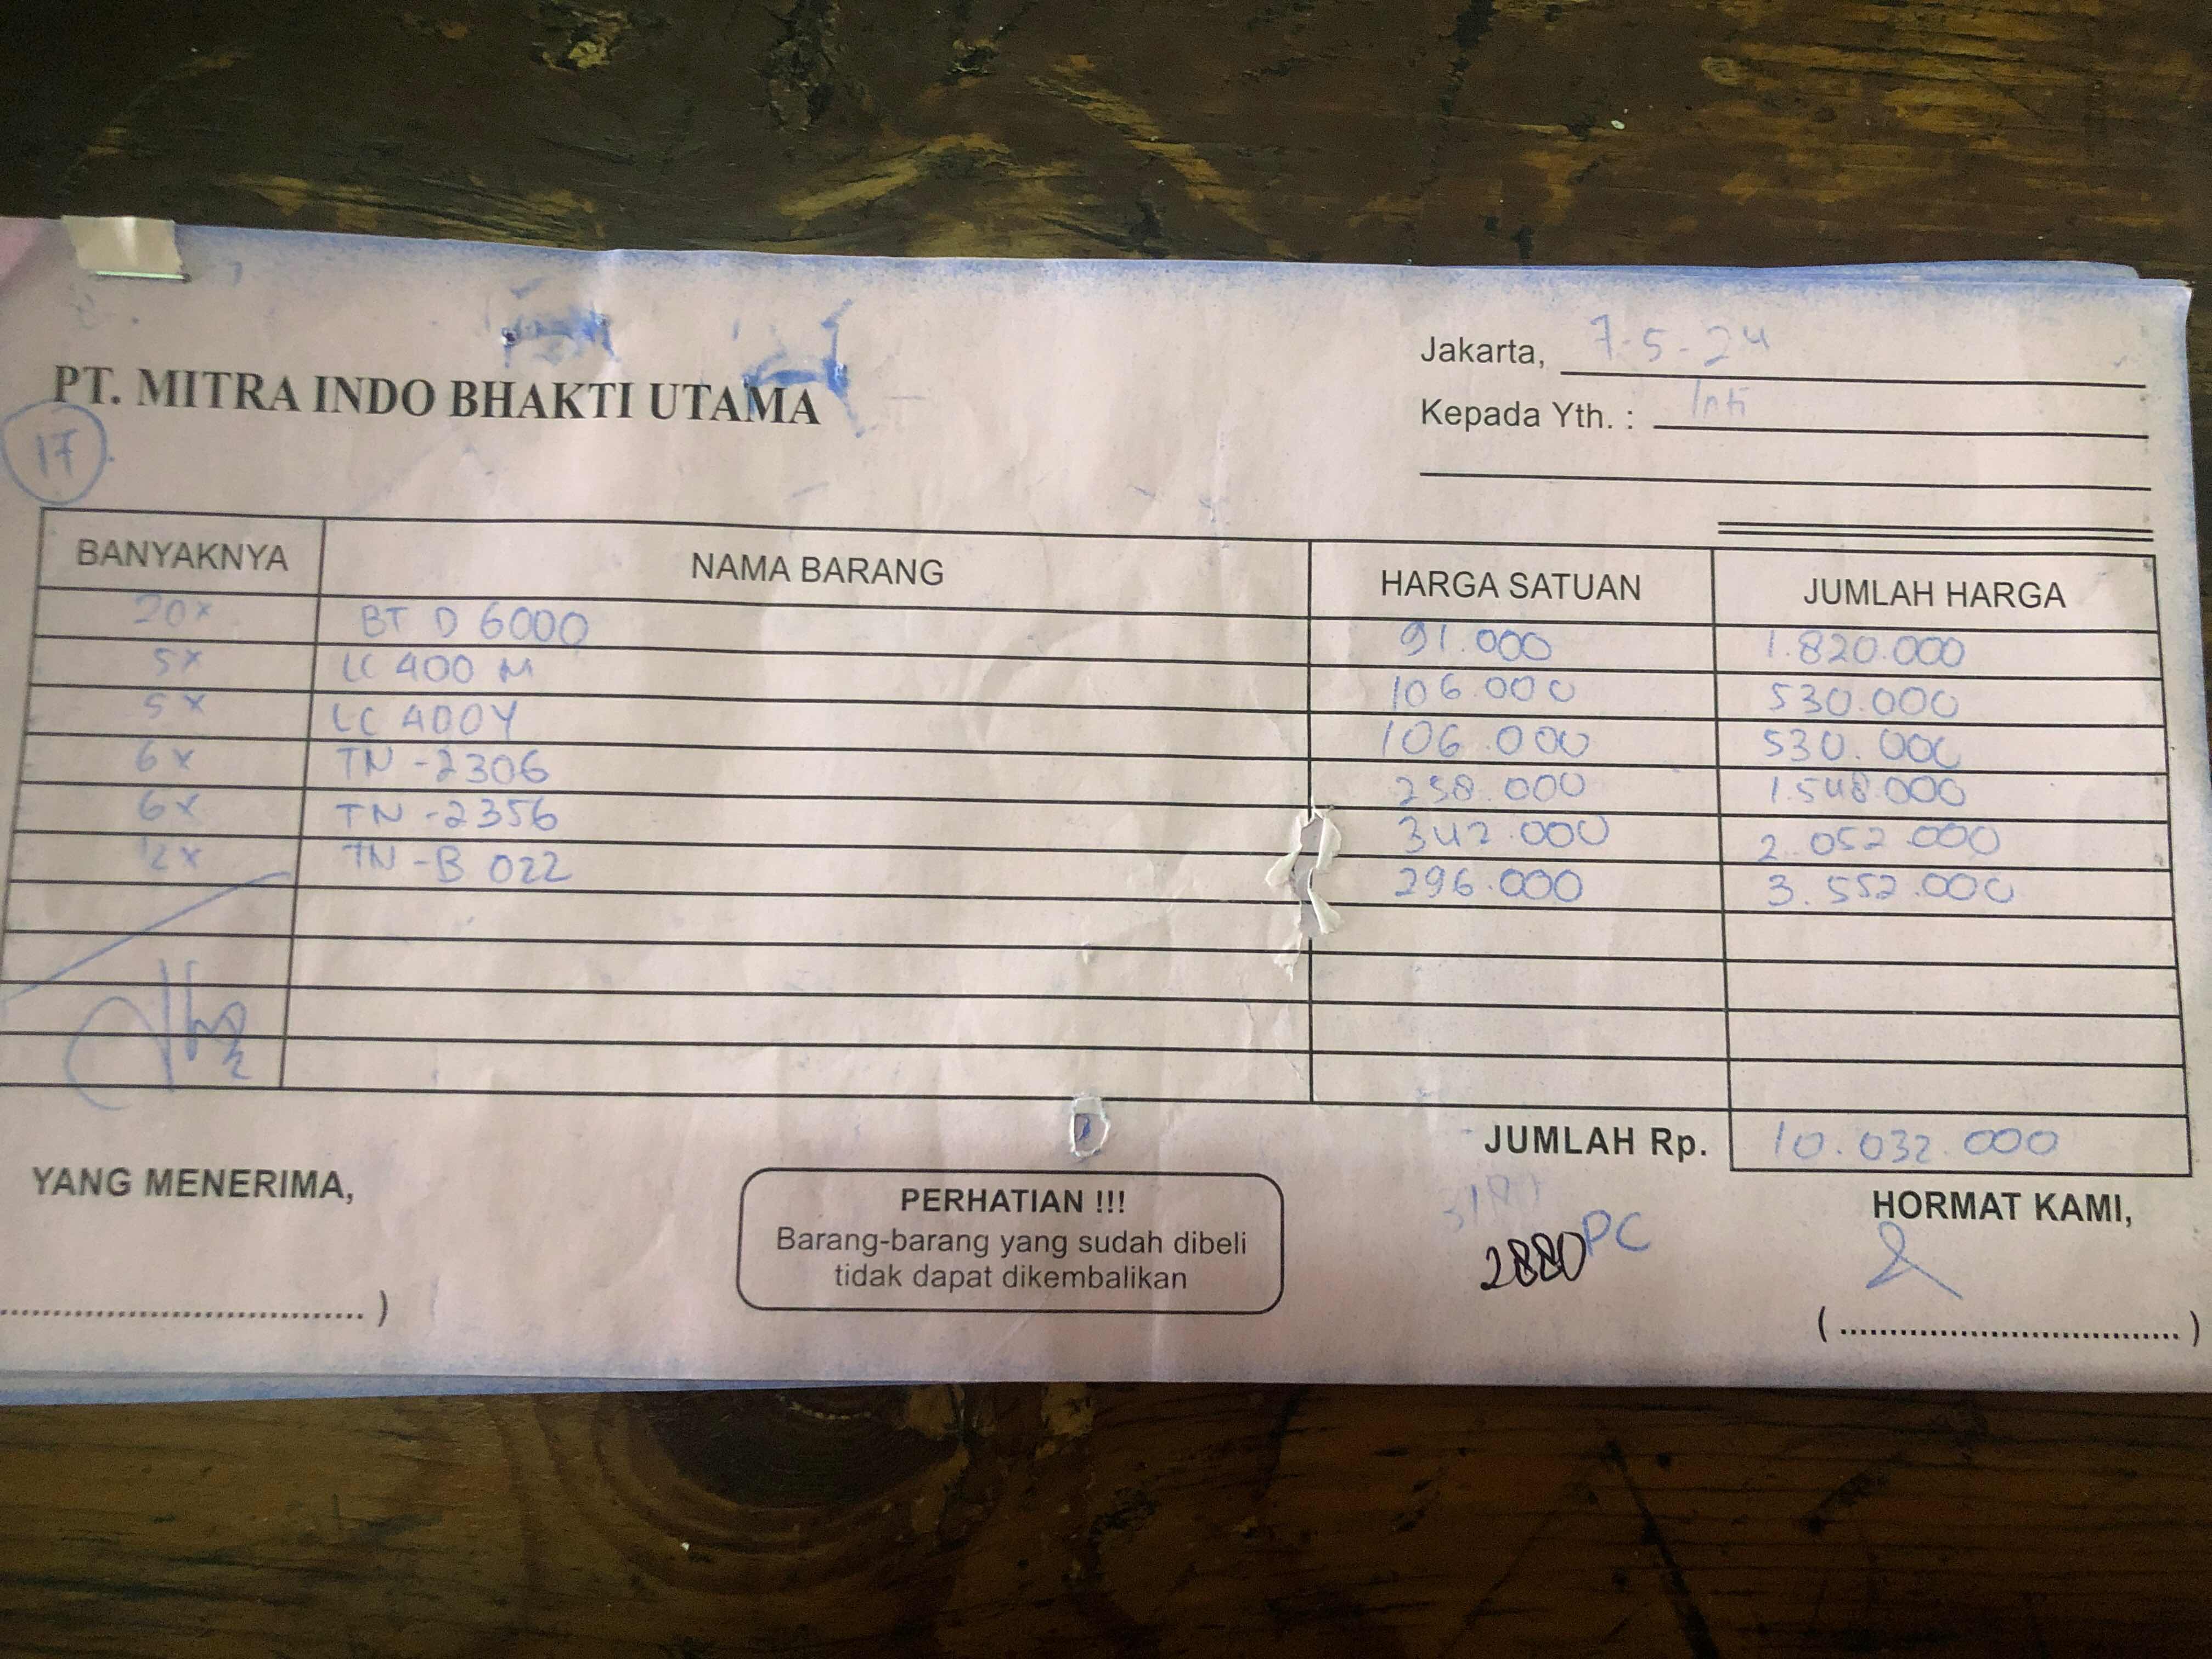 Jakarta, 7-5-24
PT. MITRA INDO BHAKTI UTAMA
Kepada Yth. : Inti
17
BANYAKNYA NAMA BARANG HARGA SATUAN JUMLAH HARGA
20x BT D 6000 91.000 1.820.000
5x LC 400 M 106.000 530.000
5x LC 400Y 106.000 530.000
6x TN -2306 258.000 1.548.000
6x TN -2356 342.000 2.052.000
12x TN -B 022 296.000 3.552.000
JUMLAH Rp. 10.032.000
YANG MENERIMA,
PERHATIAN !!!
Barang-barang yang sudah dibeli
tidak dapat dikembalikan
2880 PC
HORMAT KAMI,
................................ )
( ................................ )